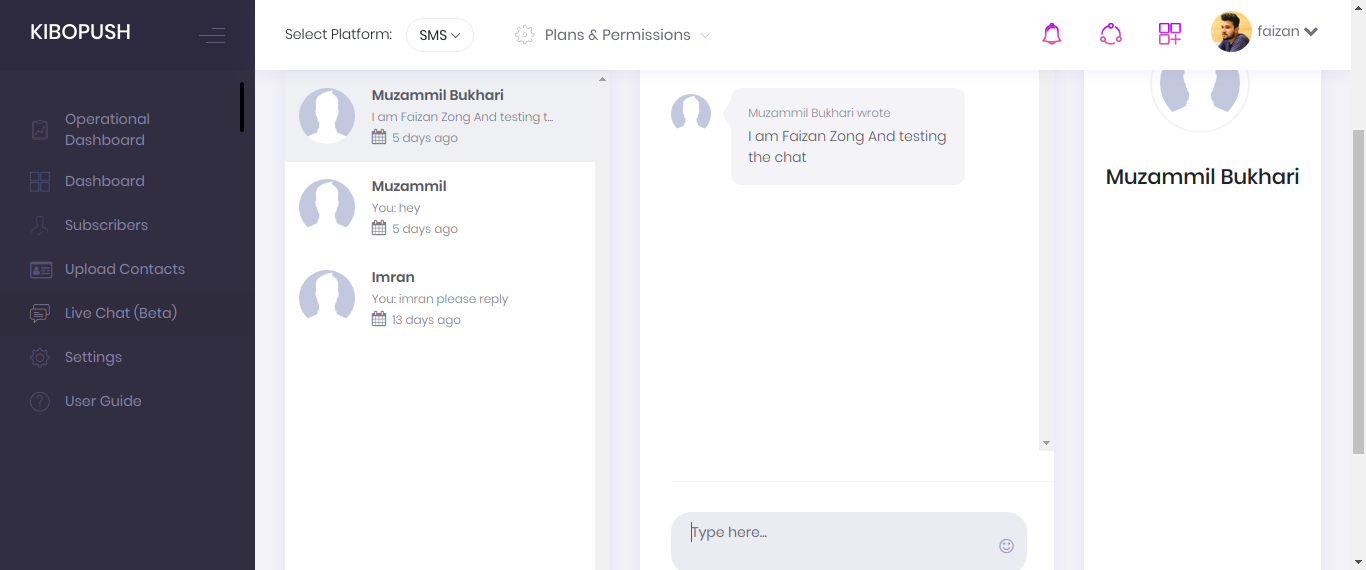 KIBOPUSH
Select Platform: SMS
Plans & Permissions
faizan
Operational
Dashboard
Dashboard
Subscribers
Upload Contacts
Live Chat (Beta)
Settings
User Guide
Muzammil Bukhari
I am Faizan Zong And testing t...
5 days ago
Muzammil
You: hey
5 days ago
Imran
You: imran please reply
13 days ago
Muzammil Bukhari wrote
I am Faizan Zong And testing
the chat
Type here...
Muzammil Bukhari